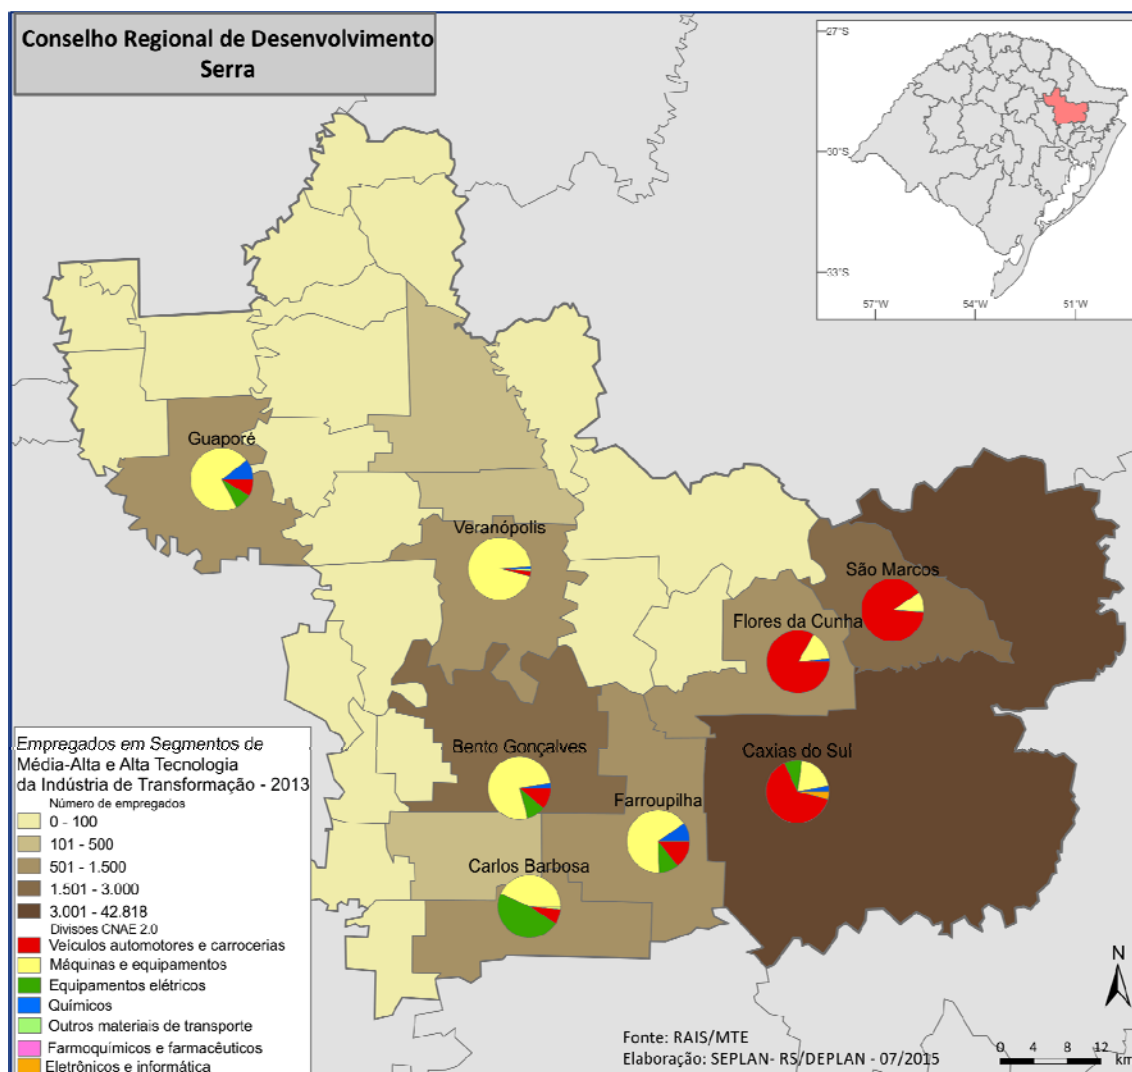 Conselho Regional de Desenvolvimento
Serra
27°S
30°S
33°S
57°W
54°W
51°W
Guaporé
Veranópolis
São Marcos
Flores da Cunha
Bento Gonçalves
Caxias do Sul
Farroupilha
Carlos Barbosa
Empregados em Segmentos de
Média-Alta e Alta Tecnologia
da Indústria de Transformação - 2013
Número de empregados
0 - 100
101 - 500
501 - 1.500
1.501 - 3.000
3.001 - 42.818
Divisões CNAE 2.0
Veículos automotores e carrocerias
Máquinas e equipamentos
Equipamentos elétricos
Químicos
Outros materiais de transporte
Farmoquímicos e farmacêuticos
Eletrônicos e informática
Fonte: RAIS/MTE
Elaboração: SEPLAN- RS/DEPLAN - 07/2015
N
0 4 8 12
km